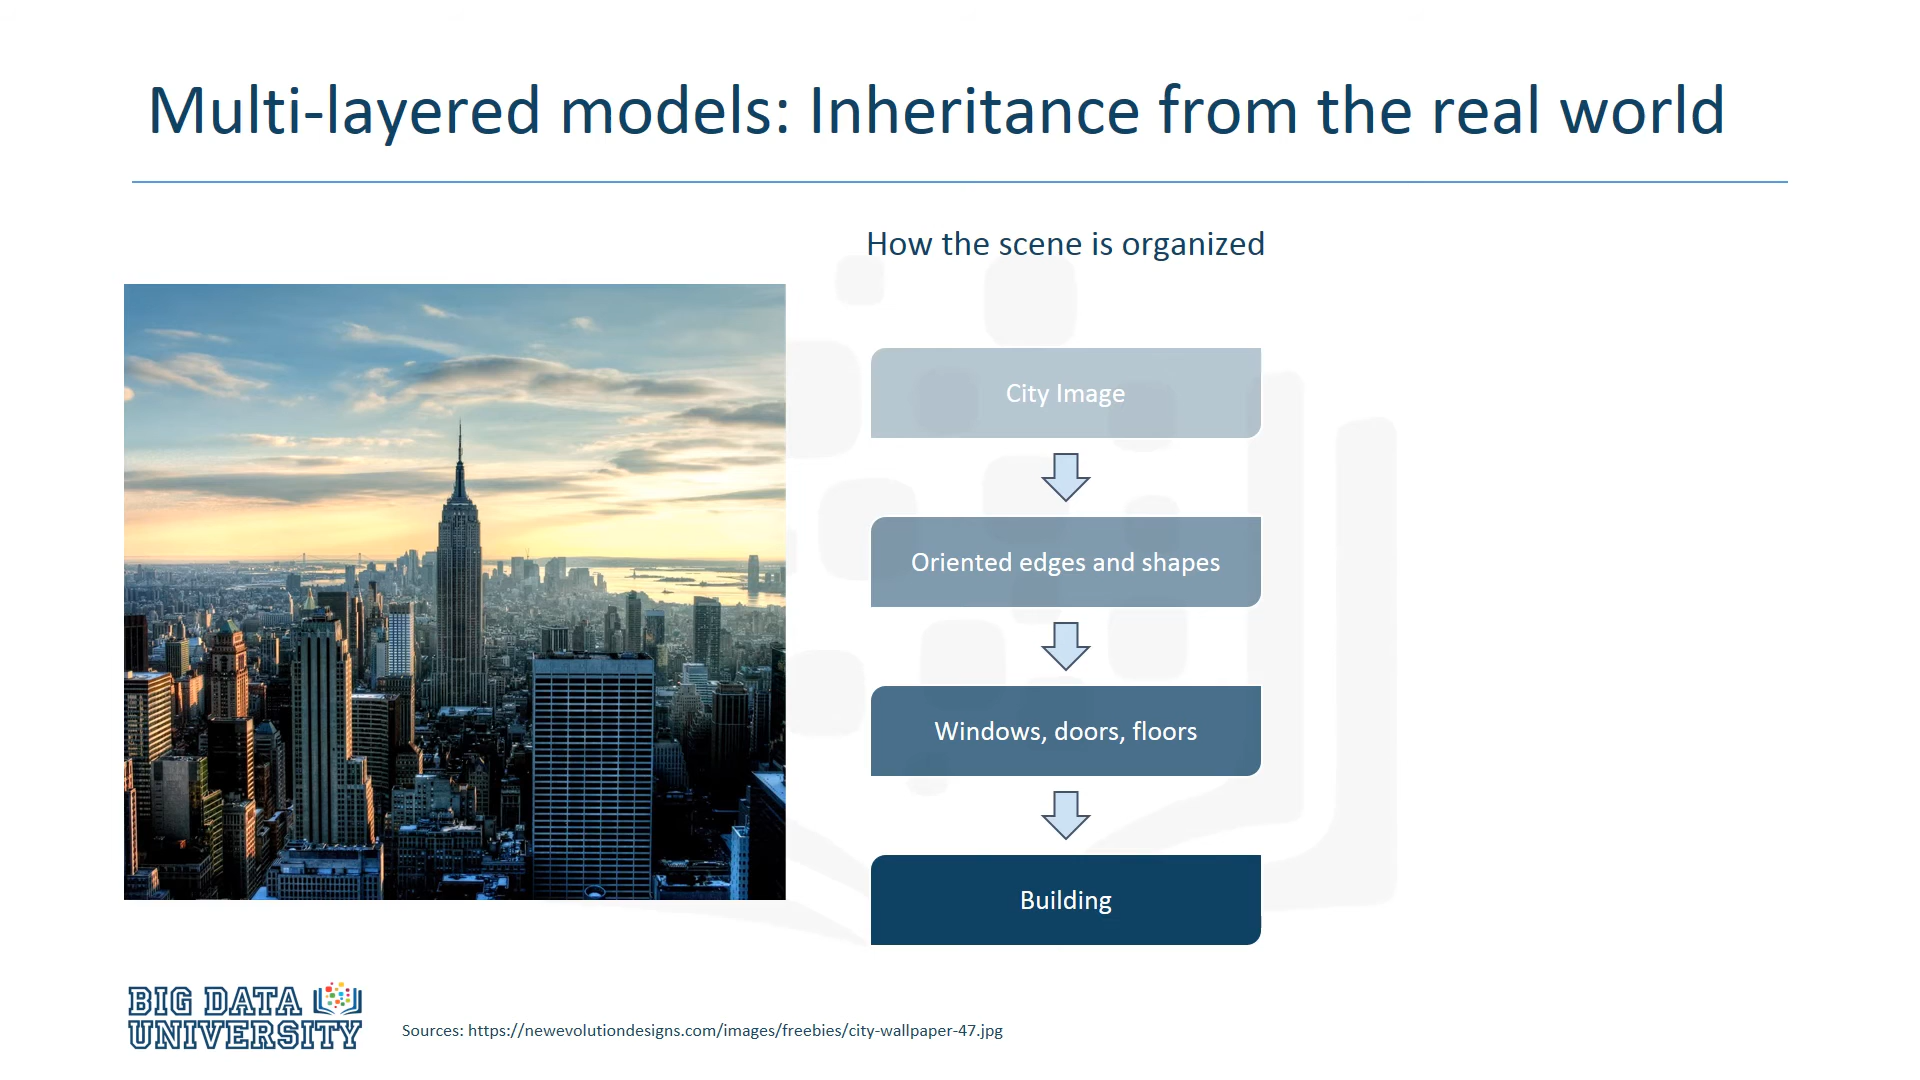 Multi-layered models: Inheritance from the real world
How the scene is organized
City Image
Oriented edges and shapes
Windows, doors, floors
Building
BIG DATA
UNIVERSITY
Sources: https://newevolutiondesigns.com/images/freebies/city-wallpaper-47.jpg